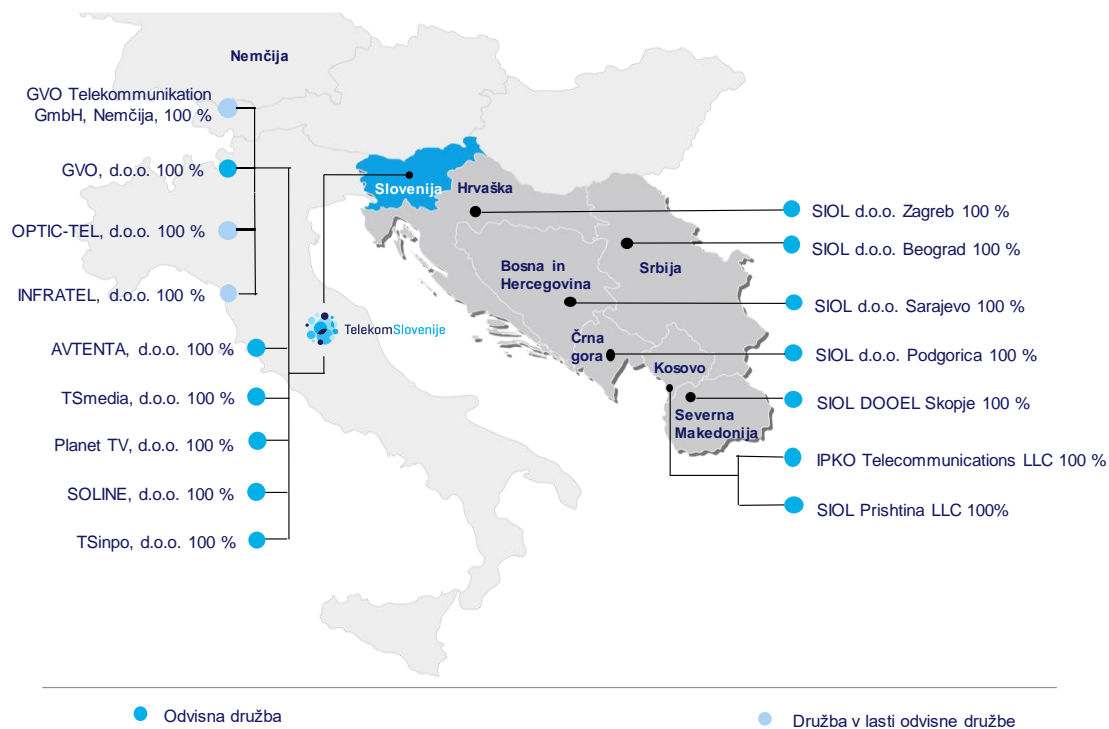 Nemčija
GVO Telekommunikation
GmbH, Nemčija, 100 %
GVO, d.o.o. 100 %
OPTIC-TEL, d.o.o. 100 %
INFRATEL, d.o.o. 100 %
AVTENTA, d.o.o. 100 %
TSmedia, d.o.o. 100 %
Planet TV, d.o.o. 100 %
SOLINE, d.o.o. 100 %
TSinpo, d.o.o. 100 %
TelekomSlovenije
Slovenija
Hrvaška
Bosna in
Hercegovina
Srbija
Črna
gora
Kosovo
Severna
Makedonija
SIOL d.o.o. Zagreb 100 %
SIOL d.o.o. Beograd 100 %
SIOL d.o.o. Sarajevo 100 %
SIOL d.o.o. Podgorica 100 %
SIOL DOOEL Skopje 100 %
IPKO Telecommunications LLC 100 %
SIOL Prishtina LLC 100%
Odvisna družba
Družba v lasti odvisne družbe